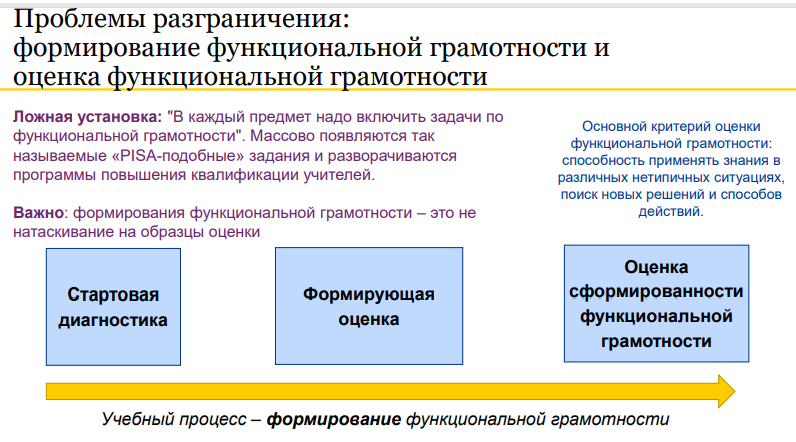 Проблемы разграничения:
формирование функциональной грамотности и
оценка функциональной грамотности
Ложная установка: "В каждый предмет надо включить задачи по
функциональной грамотности". Массово появляются так
называемые «PISA-подобные» задания и разворачиваются
программы повышения квалификации учителей.
Важно: формирования функциональной грамотности – это не
натаскивание на образцы оценки
Основной критерий оценки
функциональной грамотности:
способность применять знания в
различных нетипичных ситуациях,
поиск новых решений и способов
действий.
Стартовая
диагностика
Формирующая
оценка
Оценка
сформированности
функциональной
грамотности
Учебный процесс – формирование функциональной грамотности